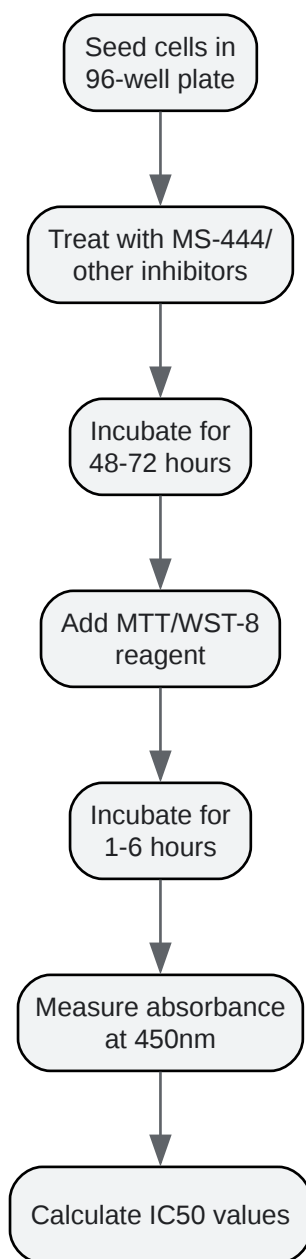 Seed cells in
96-well plate
Treat with MS-444/
other inhibitors
Incubate for
48-72 hours
Add MTT/WST-8
reagent
Incubate for
1-6 hours
Measure absorbance
at 450nm
Calculate IC50 values